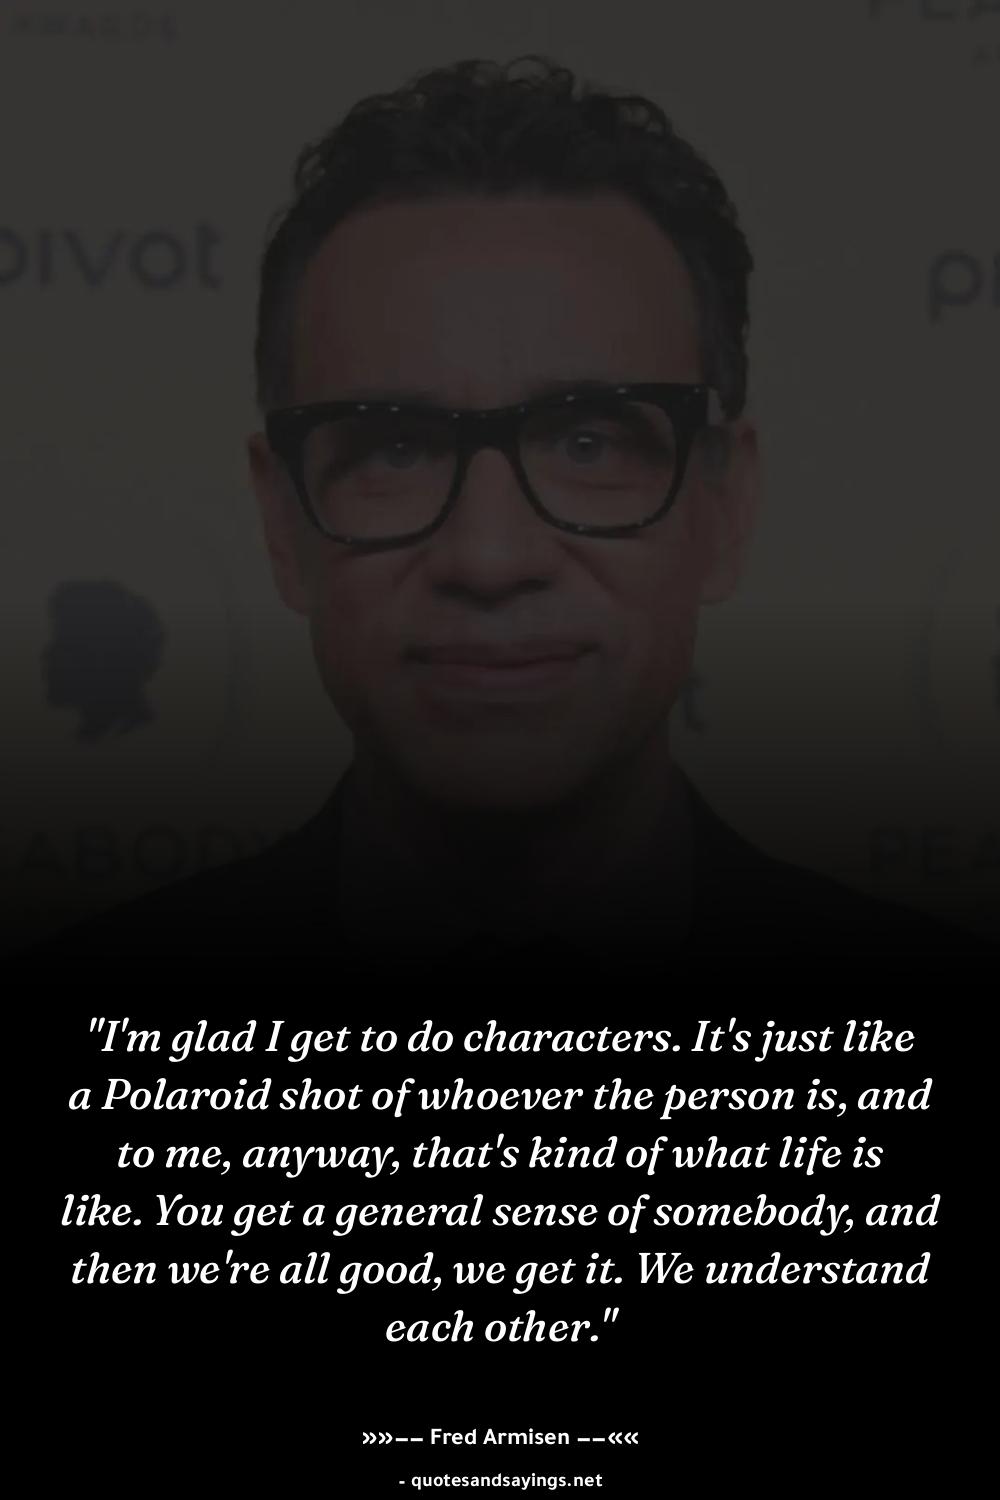 AWARDS
pivot
"I'm glad I get to do characters. It's just like
a Polaroid shot of whoever the person is, and
to me, anyway, that's kind of what life is
like. You get a general sense of somebody, and
then we're all good, we get it. We understand
each other."
»»–– Fred Armisen ––««
- quotesandsayings.net